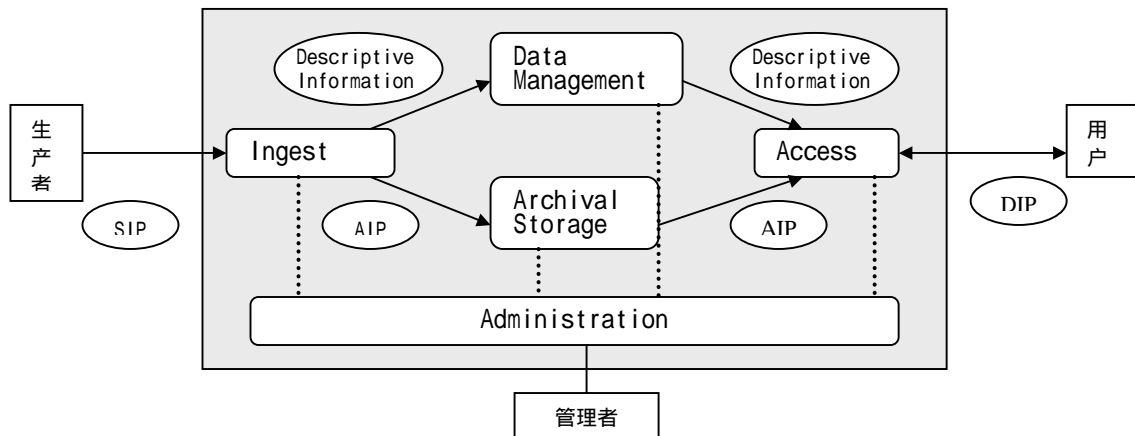 Descriptive
Information
Data
Management
Descriptive
Information
生
产
者
Ingest
Access
用
户
SIP
AIP
Archival
Storage
AIP
DIP
Administration
管理者